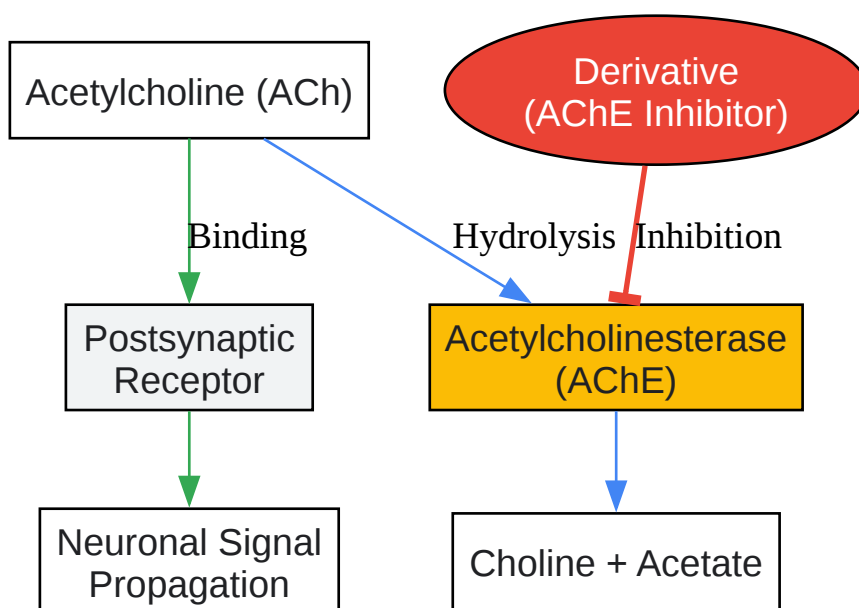 Acetylcholine (ACh)
Derivative
(AChE Inhibitor)
Binding
Hydrolysis
Inhibition
Postsynaptic
Receptor
Acetylcholinesterase
(AChE)
Neuronal Signal
Propagation
Choline + Acetate